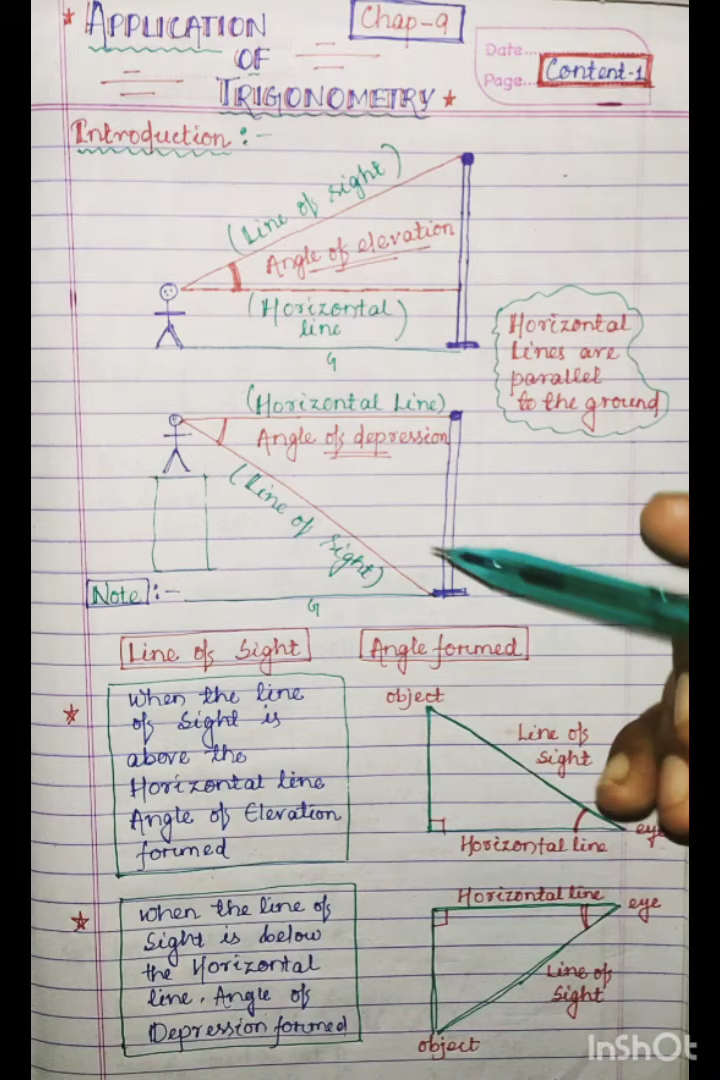 ★ APPLICATION
OF
TRIGONOMETRY ★
Chap-9
Date....
Page....
Content-1
Introduction :-
(Line of sight)
Angle of elevation
(Horizontal
line)
G
Horizontal
Lines are
parallel
to the ground
(Horizontal Line)
Angle of depression
(Line of sight)
Note :-
G
Line of Sight
Angle formed
★ When the line
of Sight is
above the
Horizontal line
Angle of Elevation
formed
object
Line of
sight
eye
Horizontal line
★ When the line of
Sight is below
the Horizontal
line. Angle of
Depression formed
Horizontal line
eye
Line of
Sight
object
InShOt